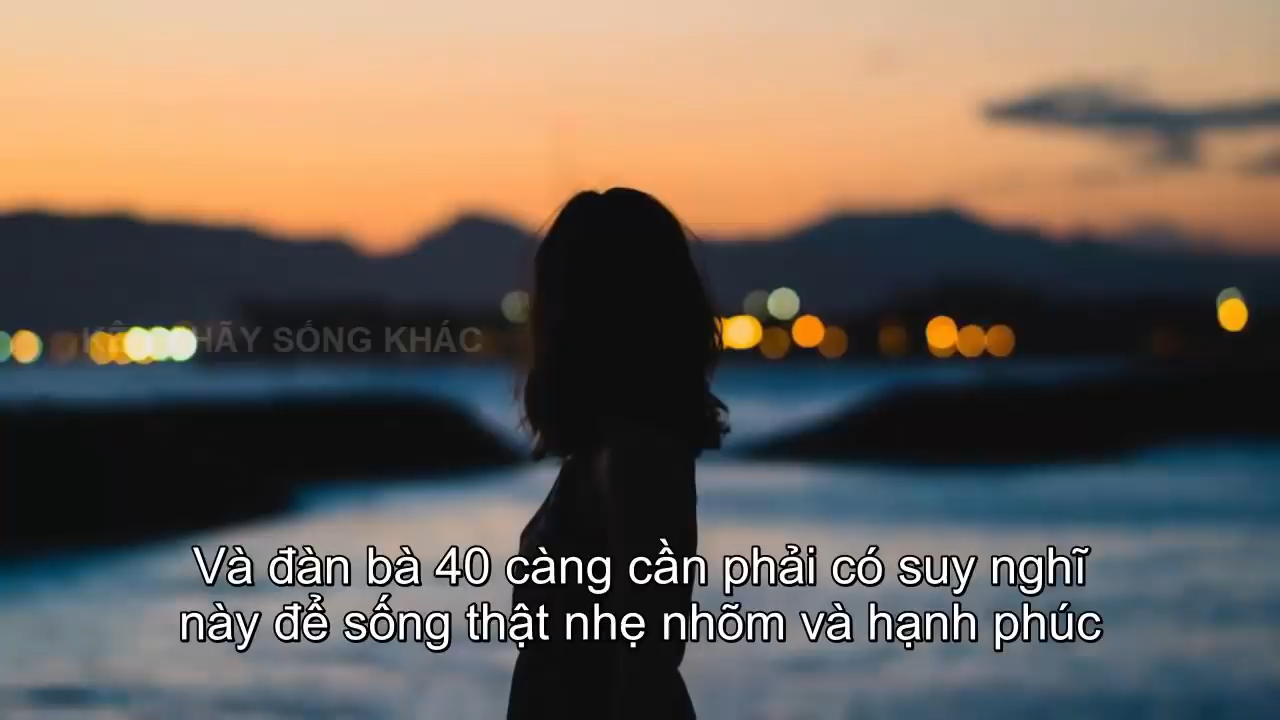 KÊNH HÃY SỐNG KHÁC
Và đàn bà 40 càng cần phải có suy nghĩ
này để sống thật nhẹ nhõm và hạnh phúc